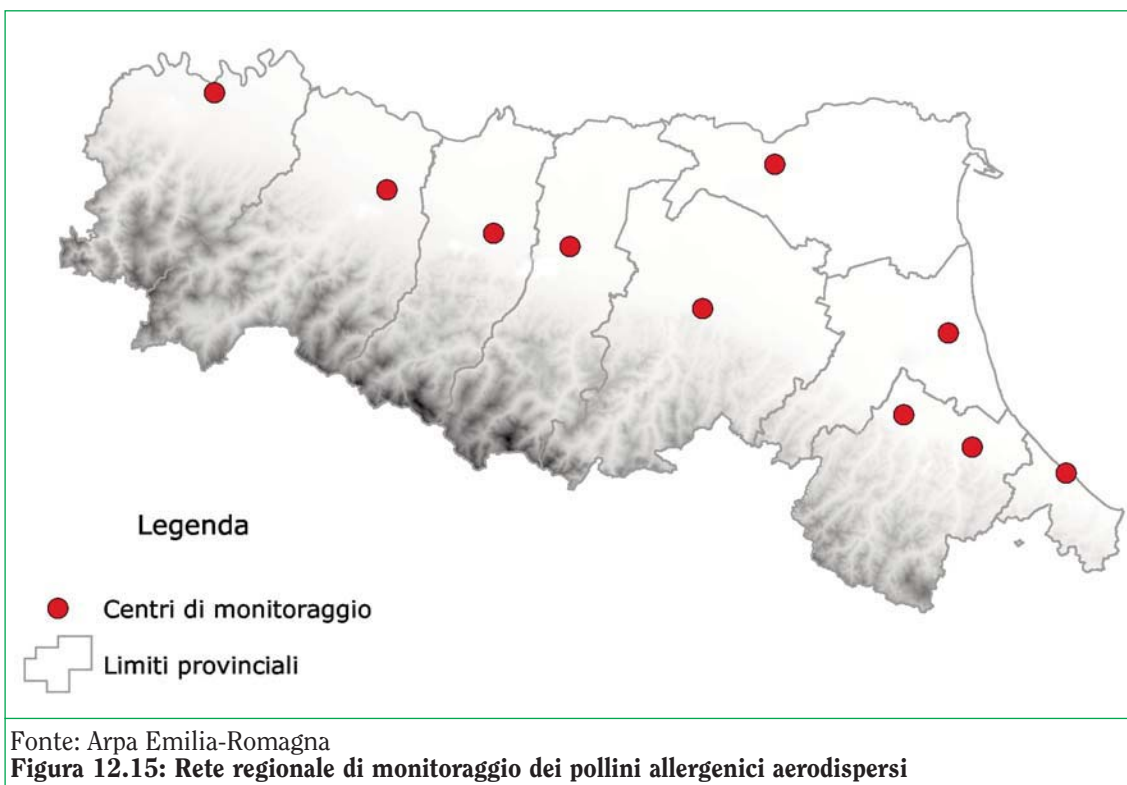 Legenda
Centri di monitoraggio
Limiti provinciali
Fonte: Arpa Emilia-Romagna
Figura 12.15: Rete regionale di monitoraggio dei pollini allergenici aerodispersi